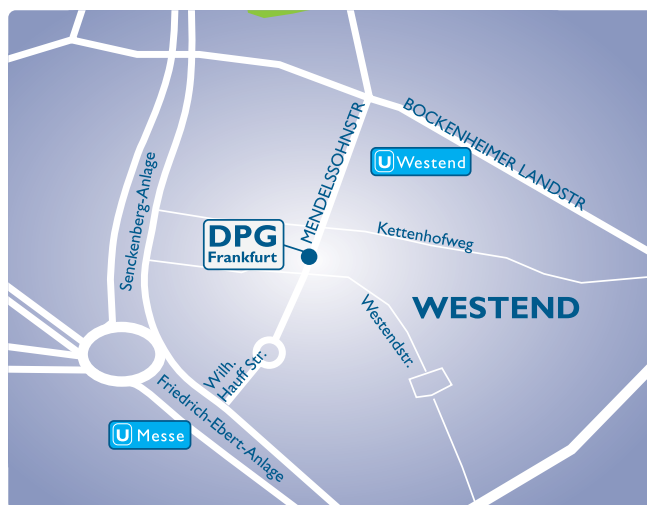 BOCKENHEIMER LANDSTR
MENDELSSOHNSTR
U Westend
Senckenberg-Anlage
DPG
Frankfurt
Kettenhofweg
WESTEND
Westendstr.
Wilh.
Hauff Str.
Friedrich-Ebert-Anlage
U Messe